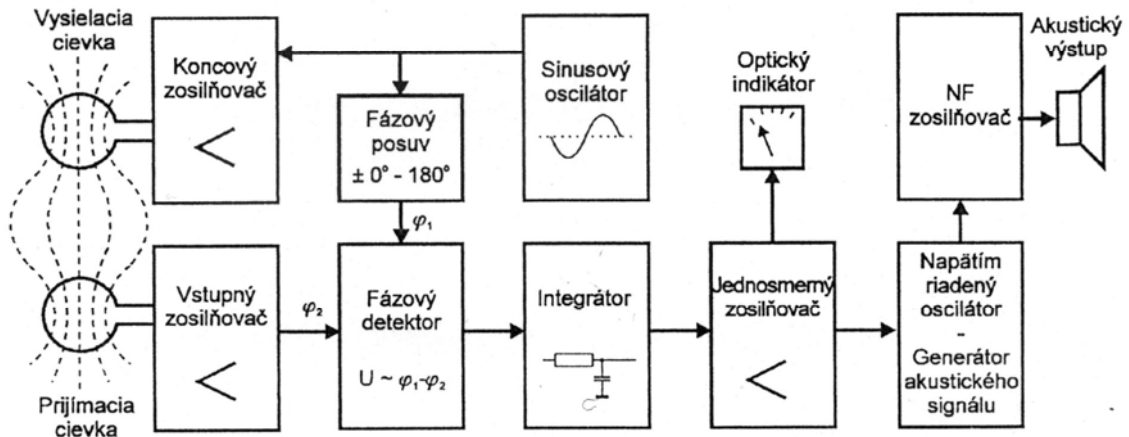 Vysielacia
cievka
Koncový
zosilňovač
Fázový
posuv
± 0° - 180°
φ₁
Sinusový
oscilátor
Optický
indikátor
NF
zosilňovač
Akustický
výstup
Prijímacia
cievka
Vstupný
zosilňovač
φ₂
Fázový
detektor
U ~ φ₁-φ₂
Integrátor
Jednosmerný
zosilňovač
Napätím
riadený
oscilátor
-
Generátor
akustického
signálu